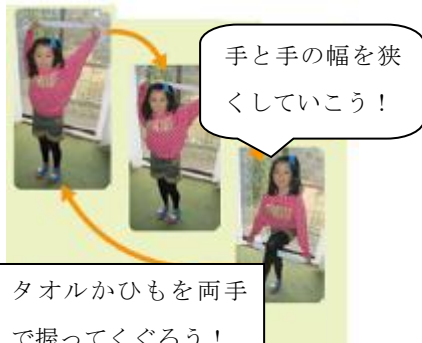 手と手の幅を狭
くしていこう！
タオルかひもを両手
で握ってくぐろう！